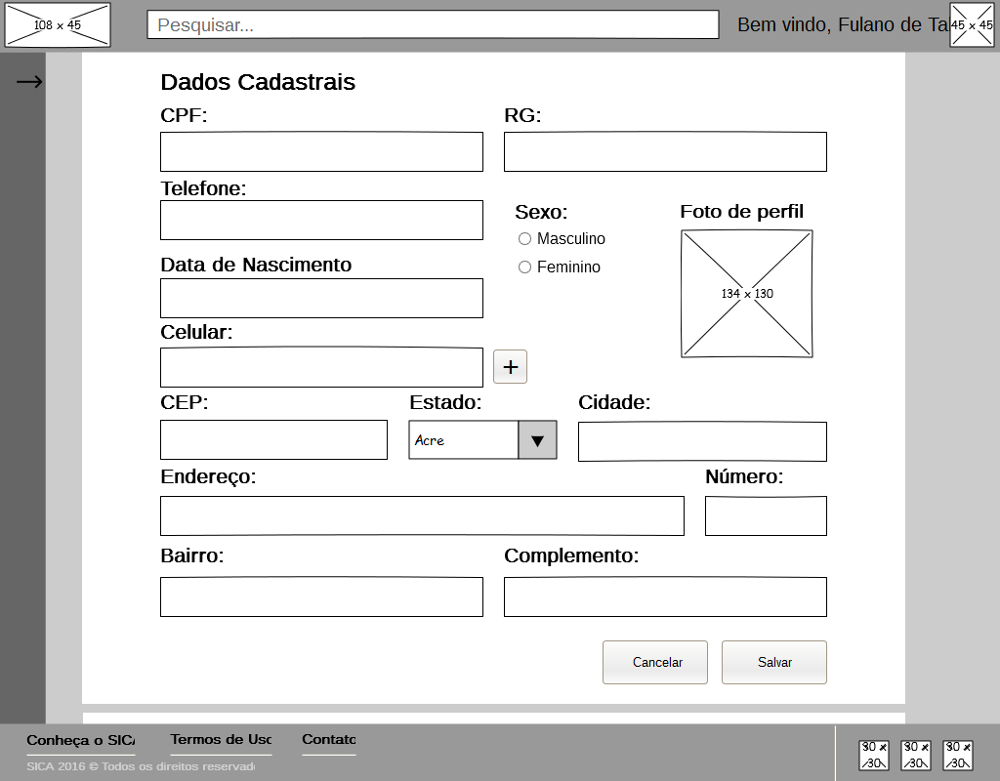 108 x 45
Pesquisar...
Bem vindo, Fulano de Ta
45 x 45
→
Dados Cadastrais
CPF:
RG:
Telefone:
Sexo:
Masculino
Feminino
Foto de perfil
134 x 130
Data de Nascimento
Celular:
+
CEP:
Estado:
Cidade:
Acre
Endereço:
Número:
Bairro:
Complemento:
Cancelar
Salvar
Conheça o SIC
Termos de Uso
Contato
SICA 2016 © Todos os direitos reservad
30 x
30
30 x
30
30 x
30